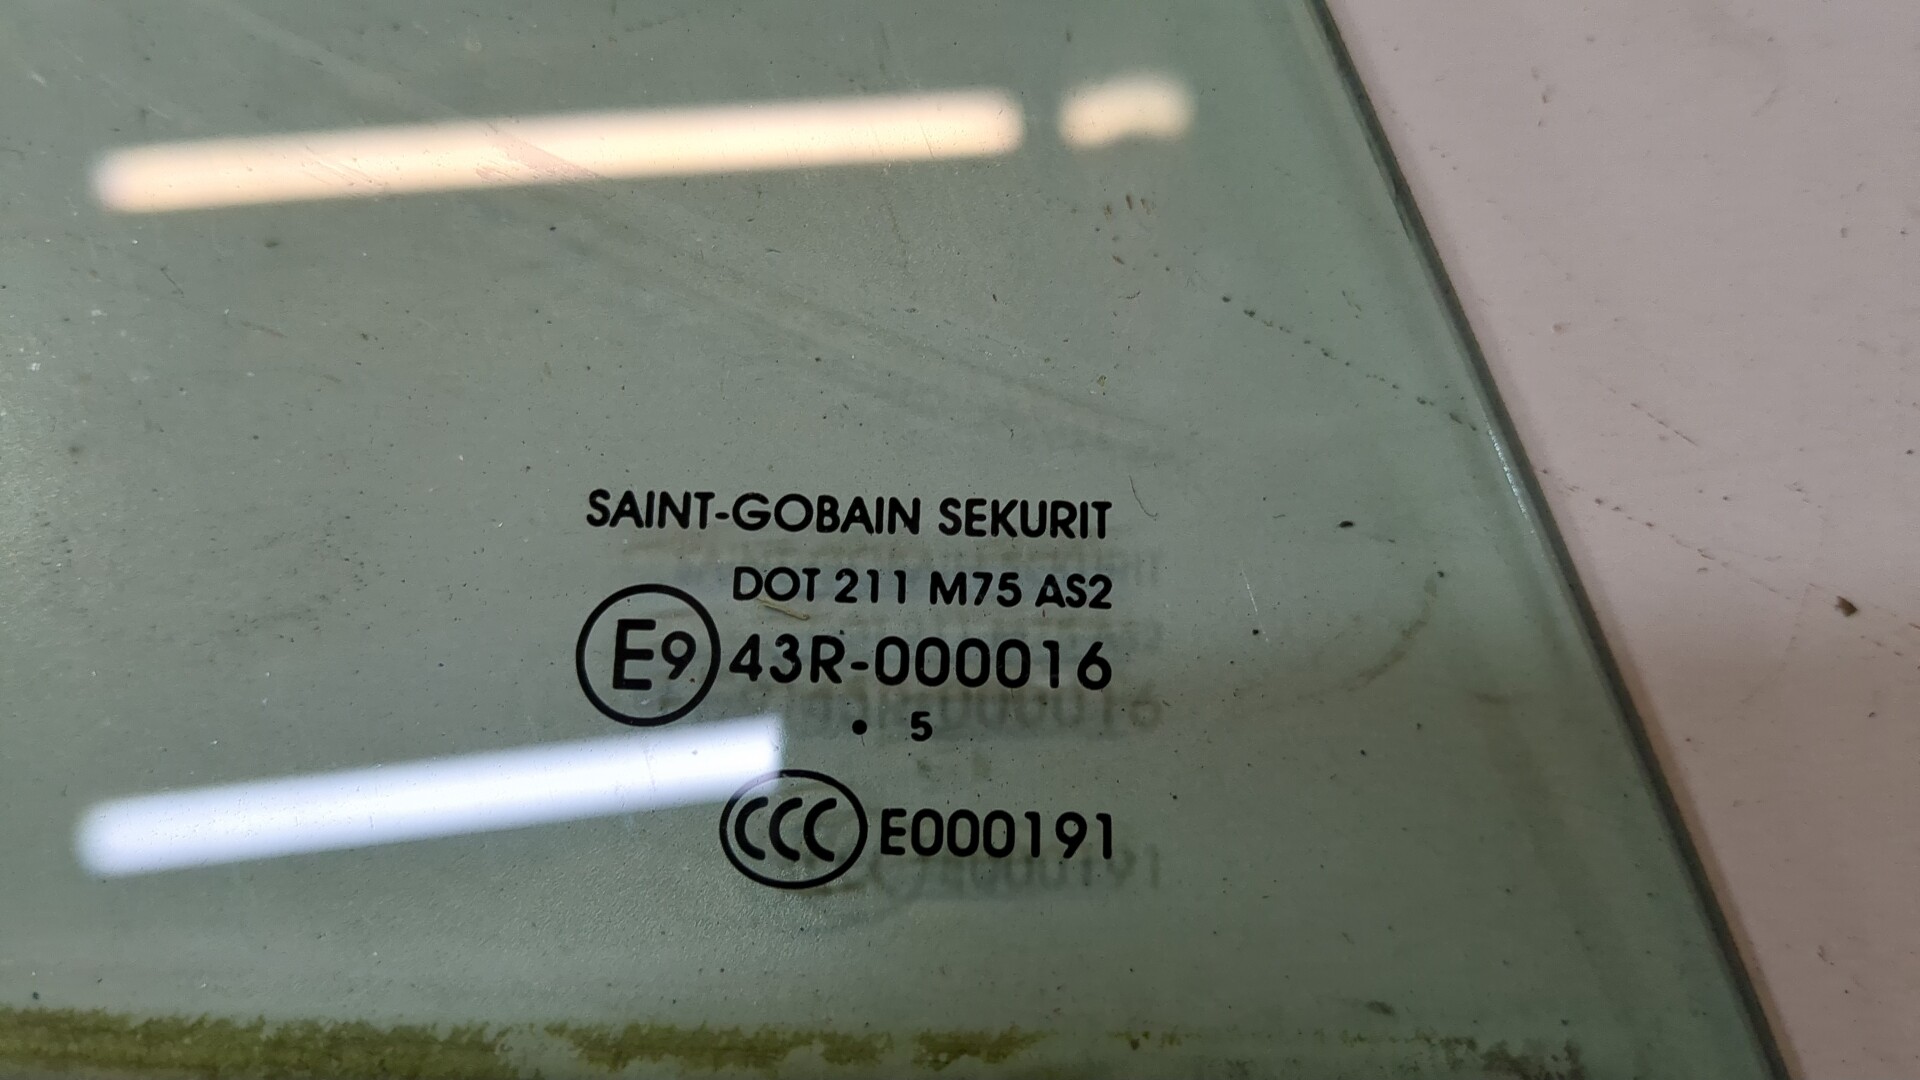 SAINT-GOBAIN SEKURIT
DOT 211 M75 AS2
E9 43R-000016
• 5
CCC E000191